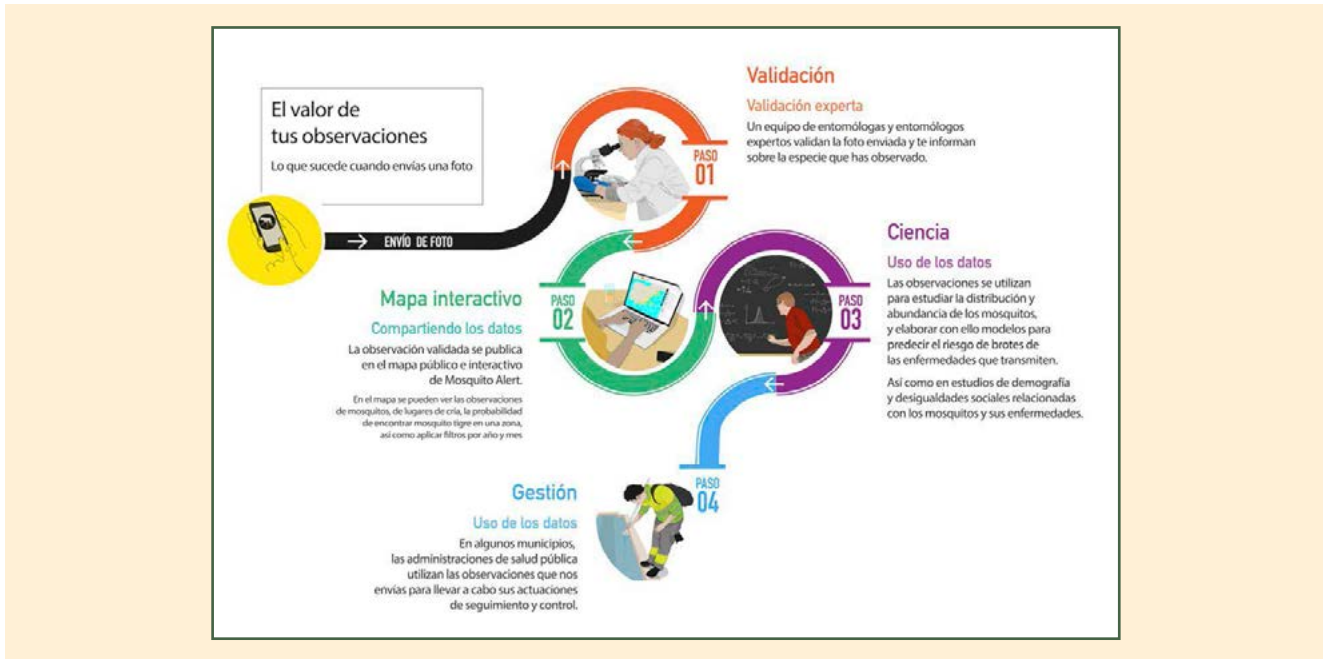 El valor de
tus observaciones
Lo que sucede cuando envías una foto
ENVÍO DE FOTO
PASO
01
Validación
Validación experta
Un equipo de entomólogas y entomólogos
expertos validan la foto enviada y te informan
sobre la especie que has observado.
PASO
02
Mapa interactivo
Compartiendo los datos
La observación validada se publica
en el mapa público e interactivo
de Mosquito Alert.
En el mapa se pueden ver las observaciones
de mosquitos, de lugares de cría, la probabilidad
de encontrar mosquito tigre en una zona,
así como aplicar filtros por año y mes
PASO
03
Ciencia
Uso de los datos
Las observaciones se utilizan
para estudiar la distribución y
abundancia de los mosquitos,
y elaborar con ello modelos para
predecir el riesgo de brotes de
las enfermedades que transmiten.
Así como en estudios de demografía
y desigualdades sociales relacionadas
con los mosquitos y sus enfermedades.
PASO
04
Gestión
Uso de los datos
En algunos municipios,
las administraciones de salud pública
utilizan las observaciones que nos
envías para llevar a cabo sus actuaciones
de seguimiento y control.